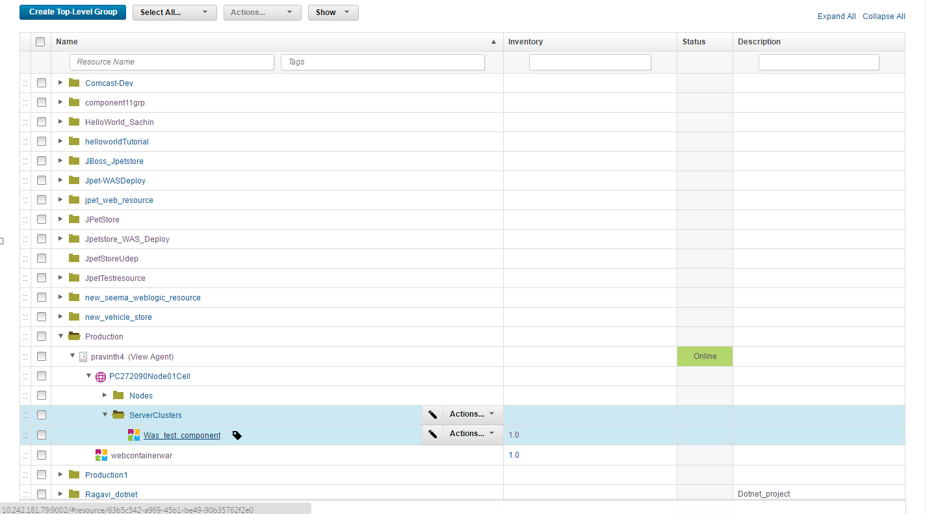 Create Top-Level Group Select All... Actions... Show
Expand All Collapse All
Name Inventory Status Description
Resource Name Tags
Comcast-Dev
component11grp
HelloWorld_Sachin
helloworldTutorial
JBoss_Jpetstore
Jpet-WASDeploy
jpet_web_resource
JPetStore
Jpetstore_WAS_Deploy
JpetStoreUdep
JpetTestresource
new_seema_weblogic_resource
new_vehicle_store
Production
pravinth4 (View Agent) Online
PC272090Node01Cell
Nodes
ServerClusters Actions...
Was_test_component Actions... 1.0
webcontainerwar 1.0
Production1
Ragavi_dotnet Dotnet_project
10.242.181.79:9002/#resource/63b5c542-a969-45b1-be49-90b35762f2e0